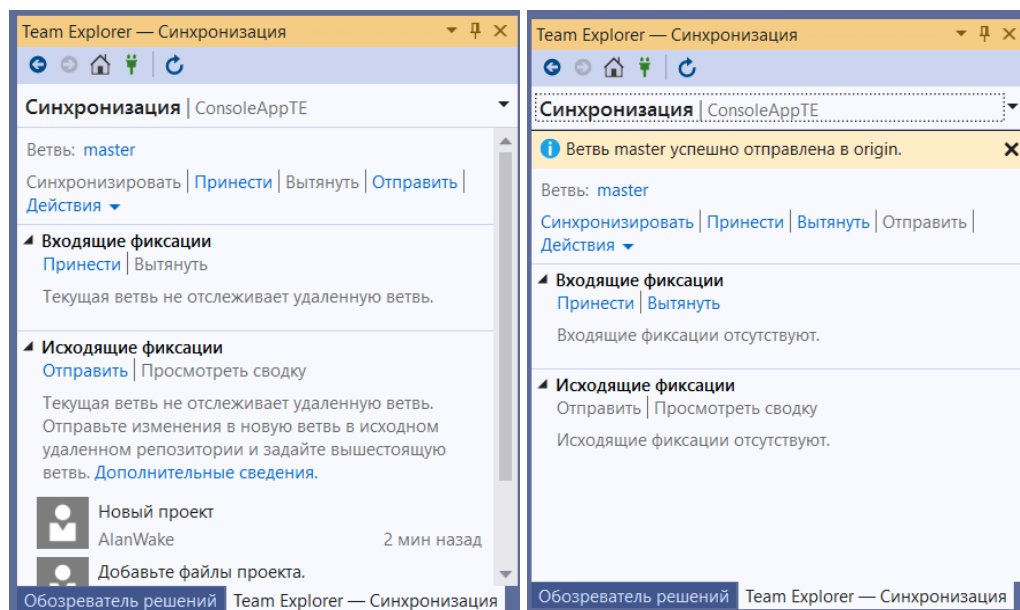 Team Explorer — Синхронизация
Синхронизация | ConsoleAppTE
Ветвь: master
Синхронизировать | Принести | Вытянуть | Отправить |
Действия
Входящие фиксации
Принести | Вытянуть
Текущая ветвь не отслеживает удаленную ветвь.
Исходящие фиксации
Отправить | Просмотреть сводку
Текущая ветвь не отслеживает удаленную ветвь.
Отправьте изменения в новую ветвь в исходном
удаленном репозитории и задайте вышестоящую
ветвь. Дополнительные сведения.
Новый проект
AlanWake 2 мин назад
Добавьте файлы проекта.
Обозреватель решений Team Explorer — Синхронизация
Team Explorer — Синхронизация
Синхронизация | ConsoleAppTE
Ветвь master успешно отправлена в origin.
Ветвь: master
Синхронизировать | Принести | Вытянуть | Отправить |
Действия
Входящие фиксации
Принести | Вытянуть
Входящие фиксации отсутствуют.
Исходящие фиксации
Отправить | Просмотреть сводку
Исходящие фиксации отсутствуют.
Обозреватель решений Team Explorer — Синхронизация